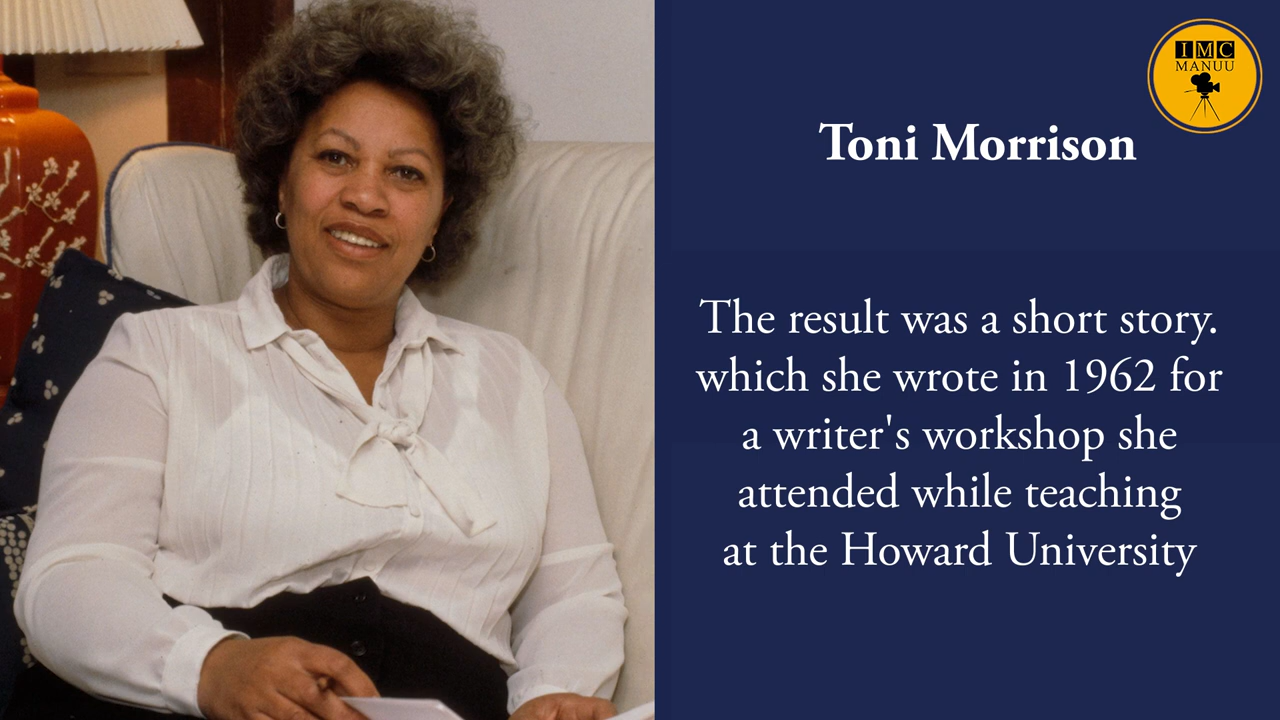 IMC
MANUU
Toni Morrison
The result was a short story.
which she wrote in 1962 for
a writer's workshop she
attended while teaching
at the Howard University